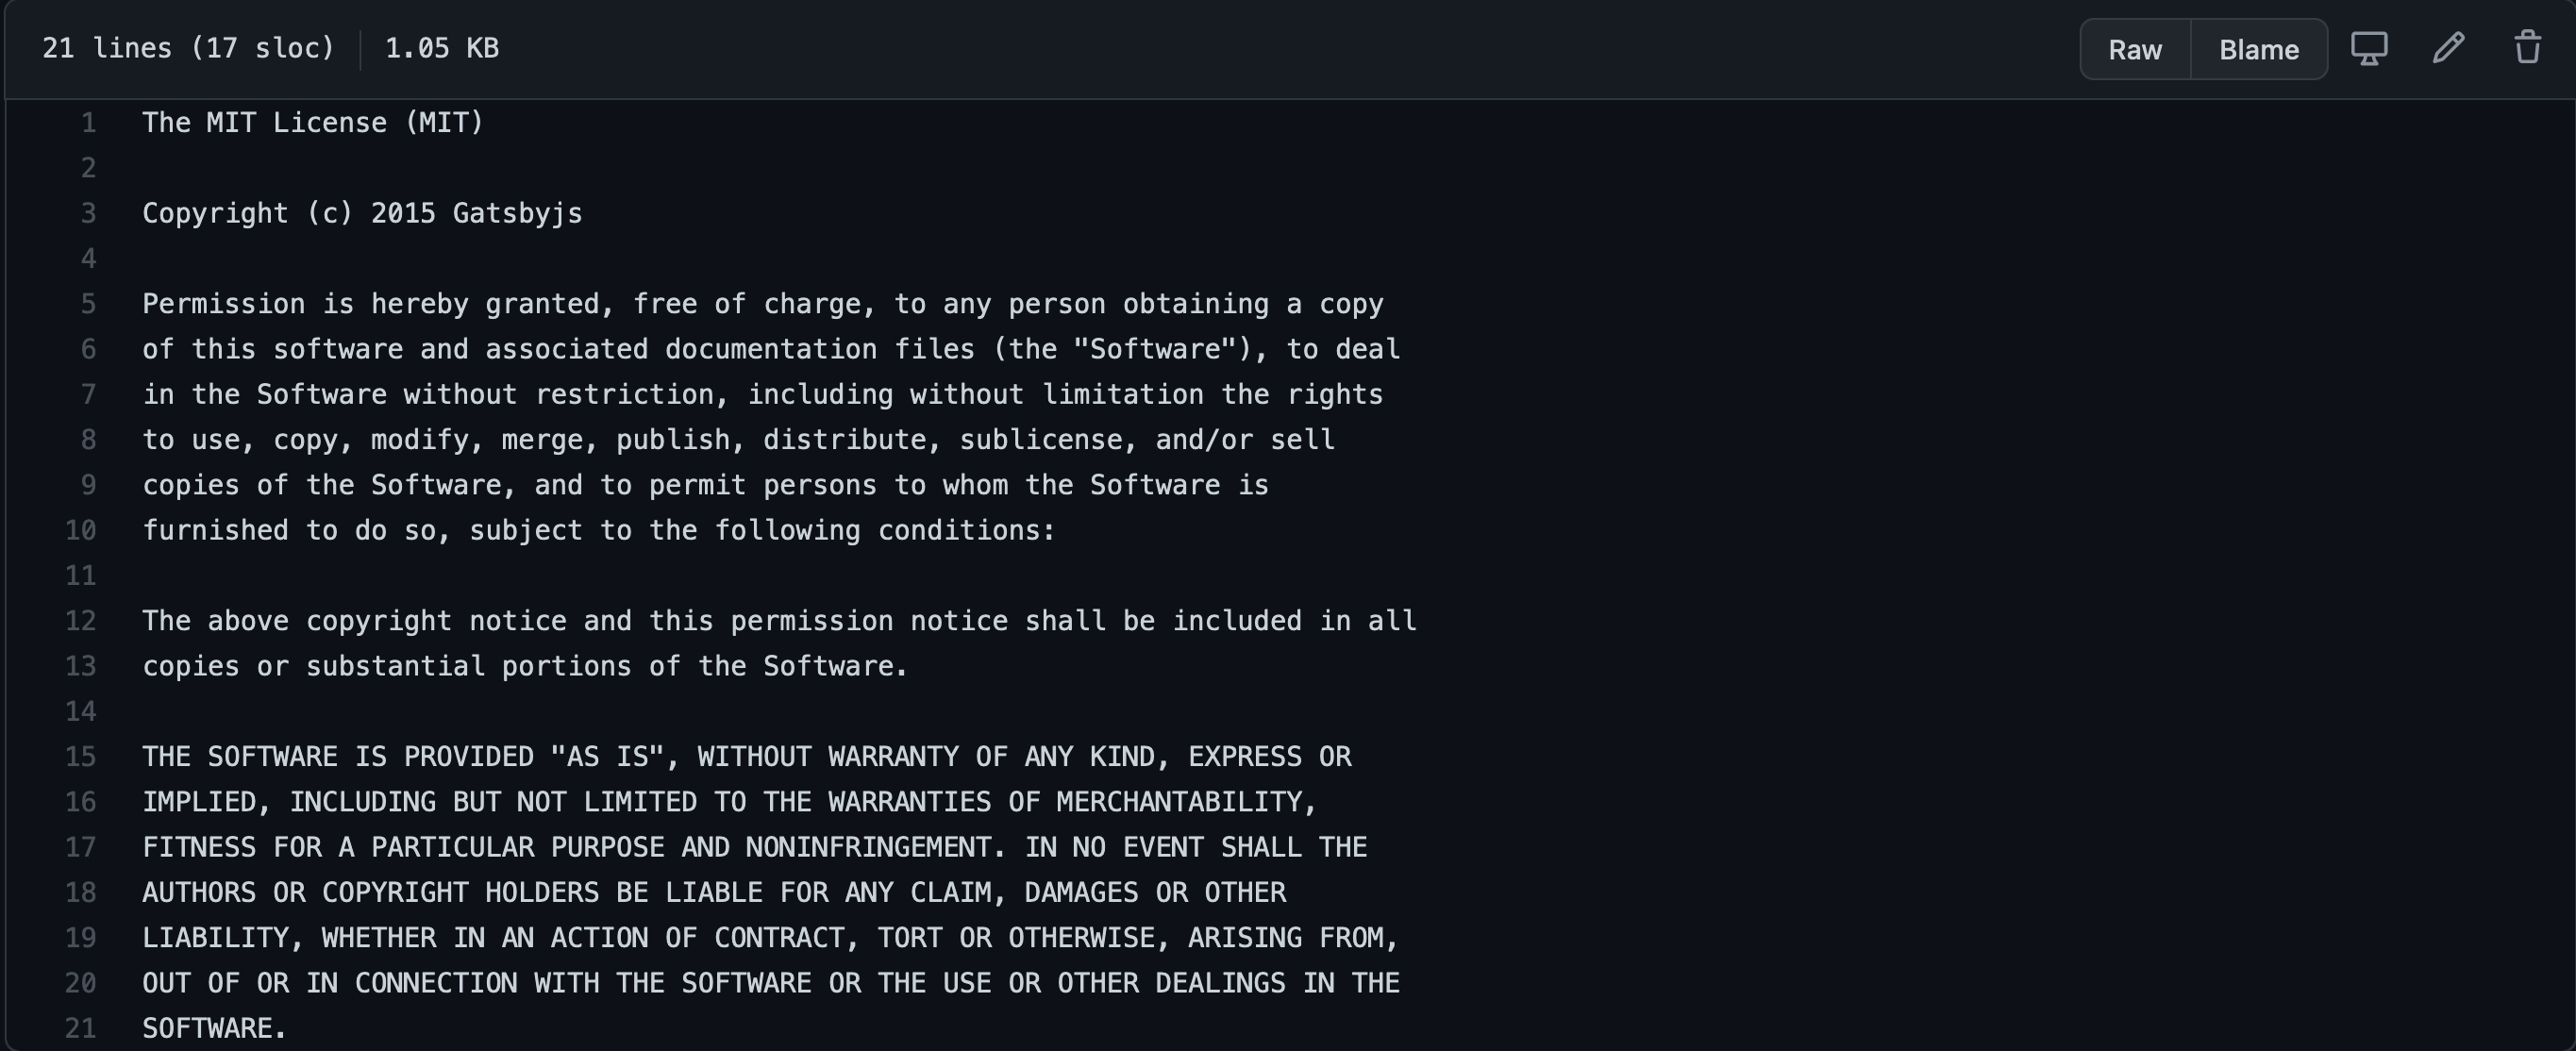 21 lines (17 sloc) 1.05 KB Raw Blame
1 The MIT License (MIT)
2
3 Copyright (c) 2015 Gatsbyjs
4
5 Permission is hereby granted, free of charge, to any person obtaining a copy
6 of this software and associated documentation files (the "Software"), to deal
7 in the Software without restriction, including without limitation the rights
8 to use, copy, modify, merge, publish, distribute, sublicense, and/or sell
9 copies of the Software, and to permit persons to whom the Software is
10 furnished to do so, subject to the following conditions:
11
12 The above copyright notice and this permission notice shall be included in all
13 copies or substantial portions of the Software.
14
15 THE SOFTWARE IS PROVIDED "AS IS", WITHOUT WARRANTY OF ANY KIND, EXPRESS OR
16 IMPLIED, INCLUDING BUT NOT LIMITED TO THE WARRANTIES OF MERCHANTABILITY,
17 FITNESS FOR A PARTICULAR PURPOSE AND NONINFRINGEMENT. IN NO EVENT SHALL THE
18 AUTHORS OR COPYRIGHT HOLDERS BE LIABLE FOR ANY CLAIM, DAMAGES OR OTHER
19 LIABILITY, WHETHER IN AN ACTION OF CONTRACT, TORT OR OTHERWISE, ARISING FROM,
20 OUT OF OR IN CONNECTION WITH THE SOFTWARE OR THE USE OR OTHER DEALINGS IN THE
21 SOFTWARE.